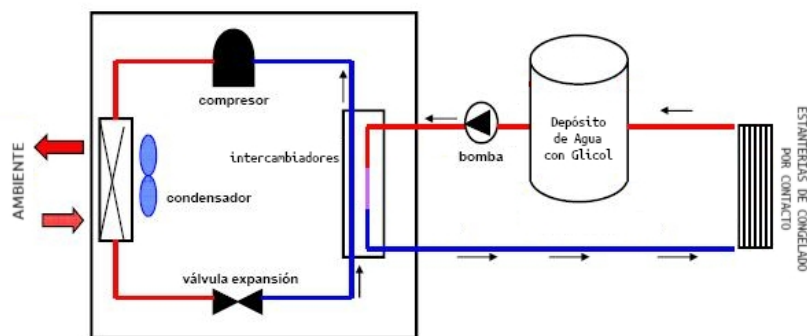 compresor
AMBIENTE
intercambiadores
condensador
válvula expansión
bomba
Depósito
de Agua
con Glicol
ESTANTERIAS DE CONGELADO
POR CONTACTO